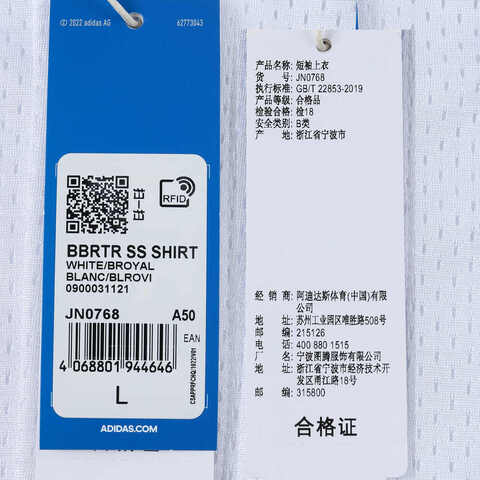 © 2022 adidas AG
62773043
RFID
扫一扫
BBRTR SS SHIRT
WHITE/BROYAL
BLANC/BLROVI
0900031121
JN0768 A50
EAN
4 068801 944646
L
ADIDAS.COM
产品名称: 短袖上衣
货 号: JN0768
执行标准: GB/T 22853-2019
产品等级: 合格品
检验合格: 检18
安全类别: B类
产 地: 浙江省宁波市
经 销 商: 阿迪达斯体育(中国)有限
公司
地 址: 苏州工业园区唯胜路508号
邮 编: 215126
电 话: 400 880 1515
厂 名: 宁波图腾服饰有限公司
地 址: 浙江省宁波市经济技术开
发区甬江路18号
邮 编: 315800
合格证